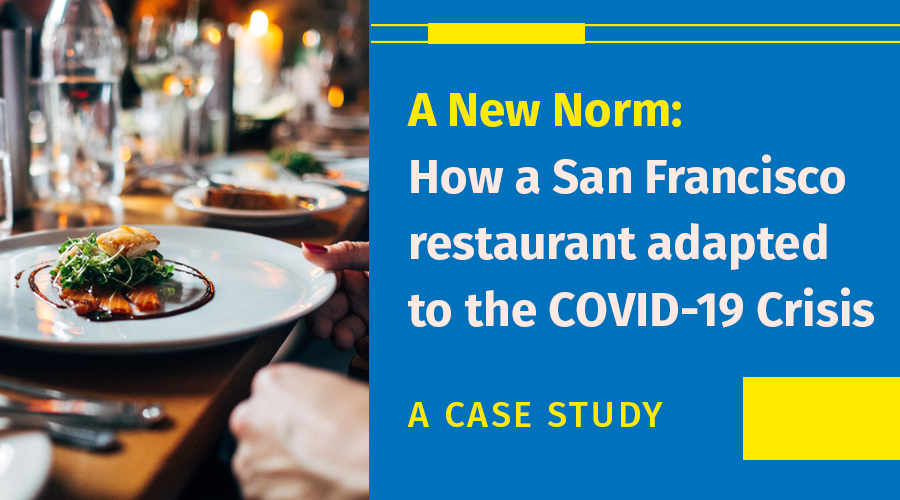 A New Norm:
How a San Francisco
restaurant adapted
to the COVID-19 Crisis
A CASE STUDY